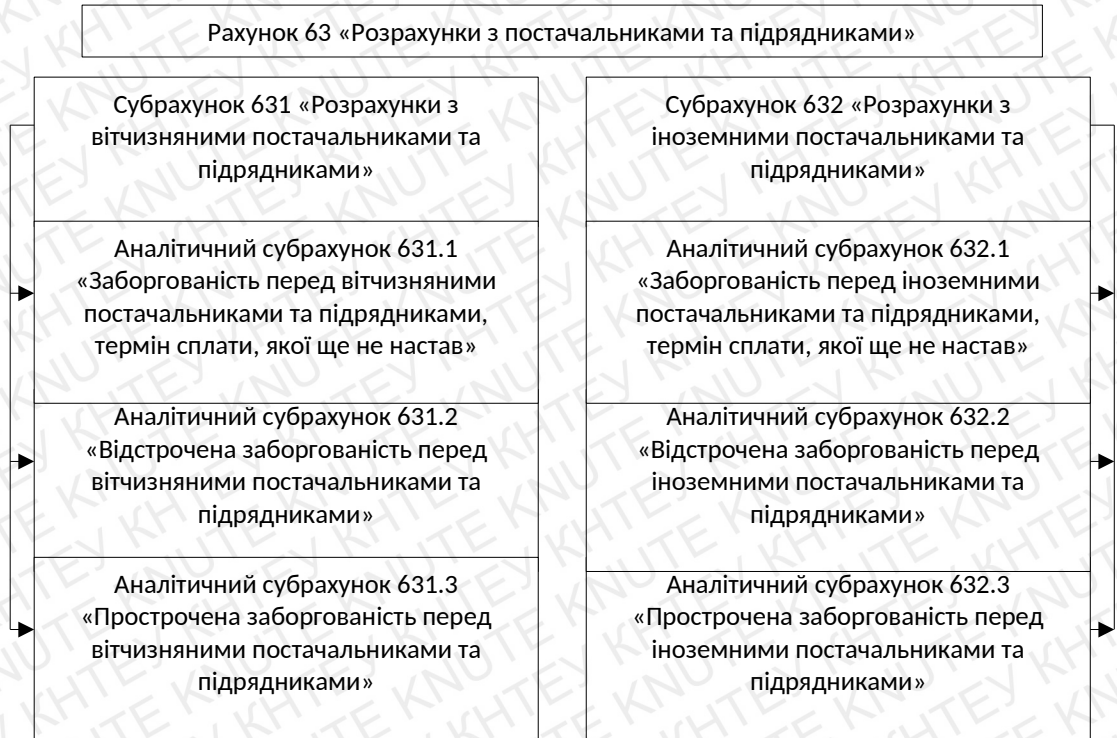 Рахунок 63 «Розрахунки з постачальниками та підрядниками»
Субрахунок 631 «Розрахунки з
вітчизняними постачальниками та
підрядниками»
Аналітичний субрахунок 631.1
«Заборгованість перед вітчизняними
постачальниками та підрядниками,
термін сплати, якої ще не настав»
Аналітичний субрахунок 631.2
«Відстрочена заборгованість перед
вітчизняними постачальниками та
підрядниками»
Аналітичний субрахунок 631.3
«Прострочена заборгованість перед
вітчизняними постачальниками та
підрядниками»
Субрахунок 632 «Розрахунки з
іноземними постачальниками та
підрядниками»
Аналітичний субрахунок 632.1
«Заборгованість перед іноземними
постачальниками та підрядниками,
термін сплати, якої ще не настав»
Аналітичний субрахунок 632.2
«Відстрочена заборгованість перед
іноземними постачальниками та
підрядниками»
Аналітичний субрахунок 632.3
«Прострочена заборгованість перед
іноземними постачальниками та
підрядниками»